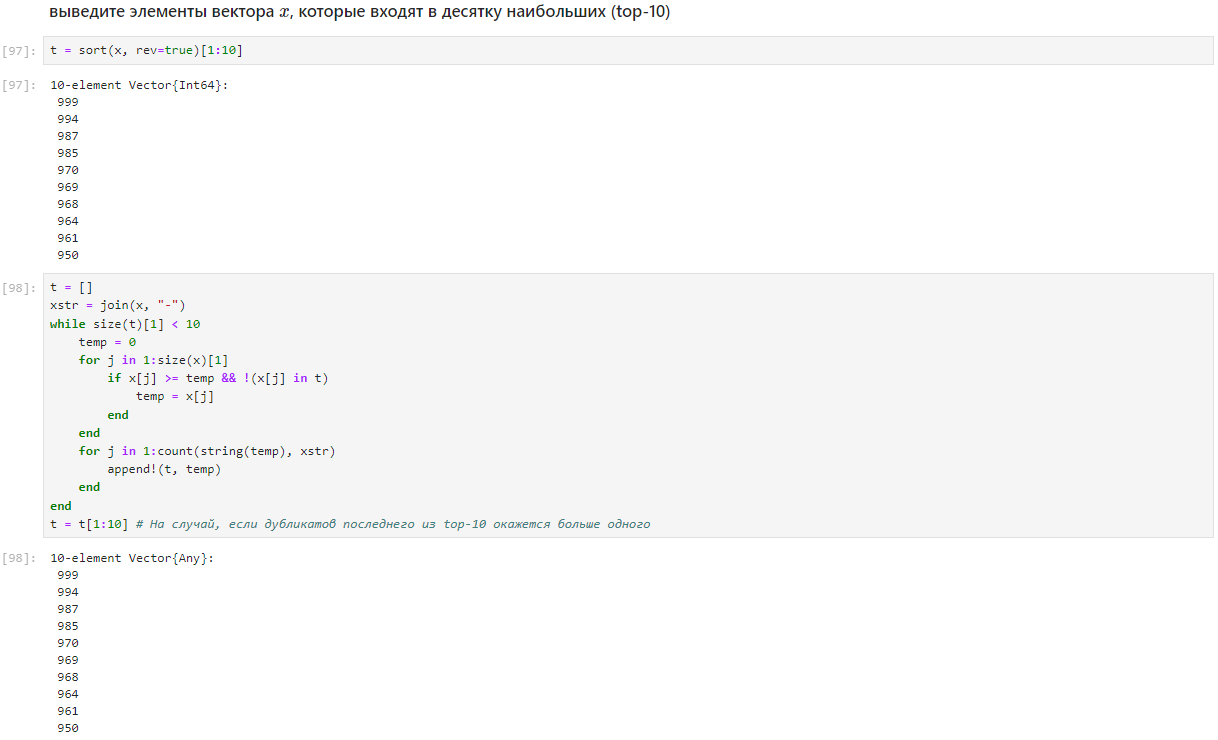 выведите элементы вектора x, которые входят в десятку наибольших (top-10)
[97]: t = sort(x, rev=true)[1:10]
[97]: 10-element Vector{Int64}:
 999
 994
 987
 985
 970
 969
 968
 964
 961
 950
[98]: t = []
xstr = join(x, "-")
while size(t)[1] < 10
    temp = 0
    for j in 1:size(x)[1]
        if x[j] >= temp && !(x[j] in t)
            temp = x[j]
        end
    end
    for j in 1:count(string(temp), xstr)
        append!(t, temp)
    end
end
t = t[1:10] # На случай, если дубликатов последнего из top-10 окажется больше одного
[98]: 10-element Vector{Any}:
 999
 994
 987
 985
 970
 969
 968
 964
 961
 950